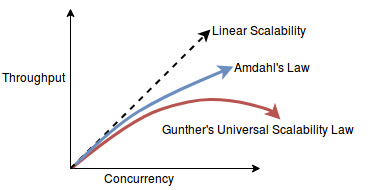 Linear Scalability
Amdahl's Law
Throughput
Gunther's Universal Scalability Law
Concurrency